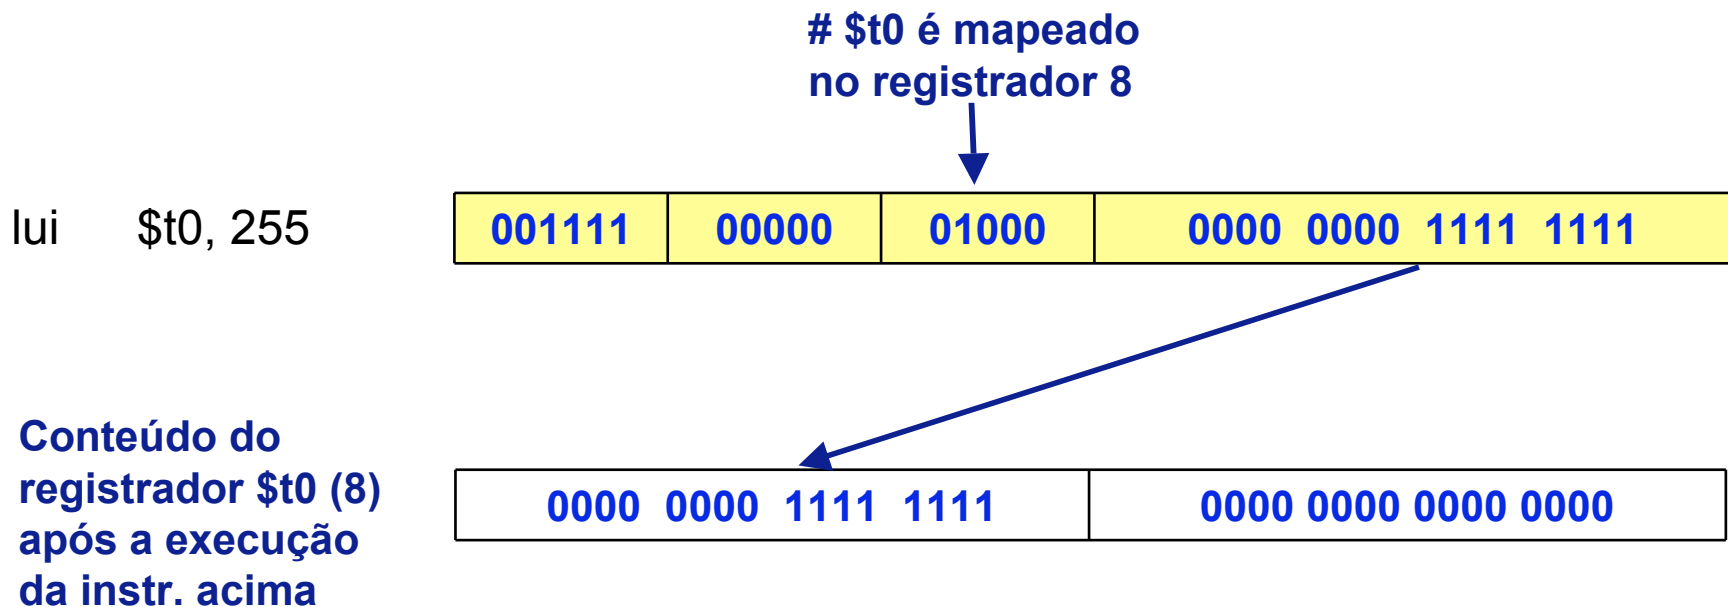 # $t0 é mapeado
no registrador 8
lui $t0, 255
001111 00000 01000 0000 0000 1111 1111
Conteúdo do
registrador $t0 (8)
após a execução
da instr. acima
0000 0000 1111 1111 0000 0000 0000 0000